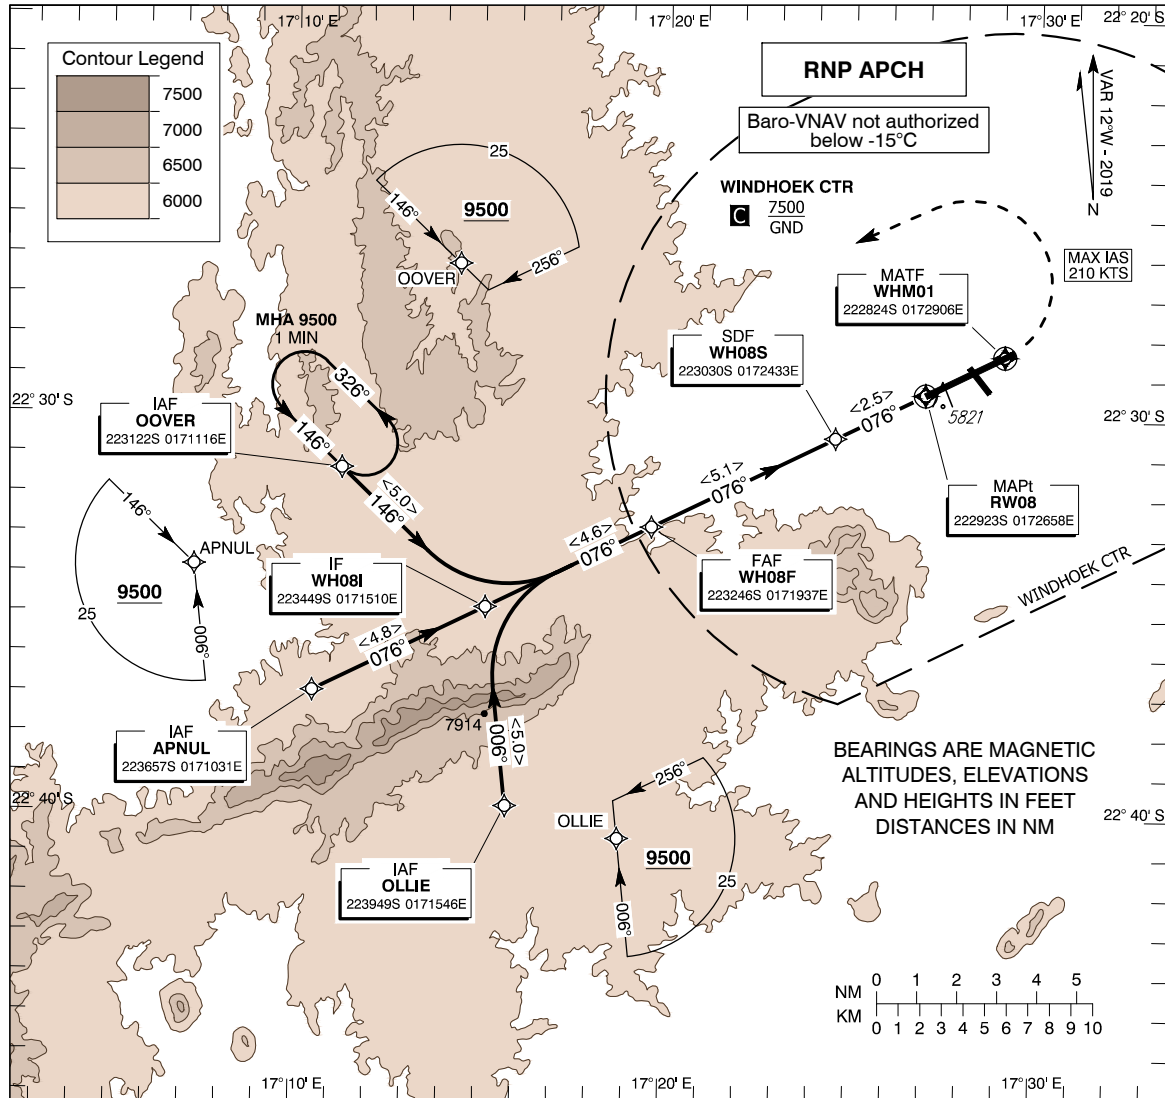 17° 10' E
17° 20' E
17° 30' E
22° 20' S
Contour Legend
7500
7000
6500
6000
RNP APCH
Baro-VNAV not authorized
below -15°C
VAR 12°W - 2019
N
WINDHOEK CTR
C
7500
GND
25
146°
9500
256°
OOVER
MAX IAS
210 KTS
MATF
WHM01
222824S 0172906E
MHA 9500
1 MIN
326°
146°
SDF
WH08S
223030S 0172433E
22° 30' S
22° 30' S
IAF
OOVER
223122S 0171116E
<2.5>
076°
5821
<5.0>
146°
<5.1>
076°
MAPt
RW08
222923S 0172658E
146°
APNUL
9500
25
006°
<4.6>
076°
IF
WH08I
223449S 0171510E
FAF
WH08F
223246S 0171937E
WINDHOEK CTR
<4.8>
076°
7914
<5.0>
006°
IAF
APNUL
223657S 0171031E
BEARINGS ARE MAGNETIC
ALTITUDES, ELEVATIONS
AND HEIGHTS IN FEET
DISTANCES IN NM
22° 40' S
22° 40' S
256°
OLLIE
9500
25
006°
IAF
OLLIE
223949S 0171546E
NM
0 1 2 3 4 5
KM
0 1 2 3 4 5 6 7 8 9 10
17° 10' E
17° 20' E
17° 30' E